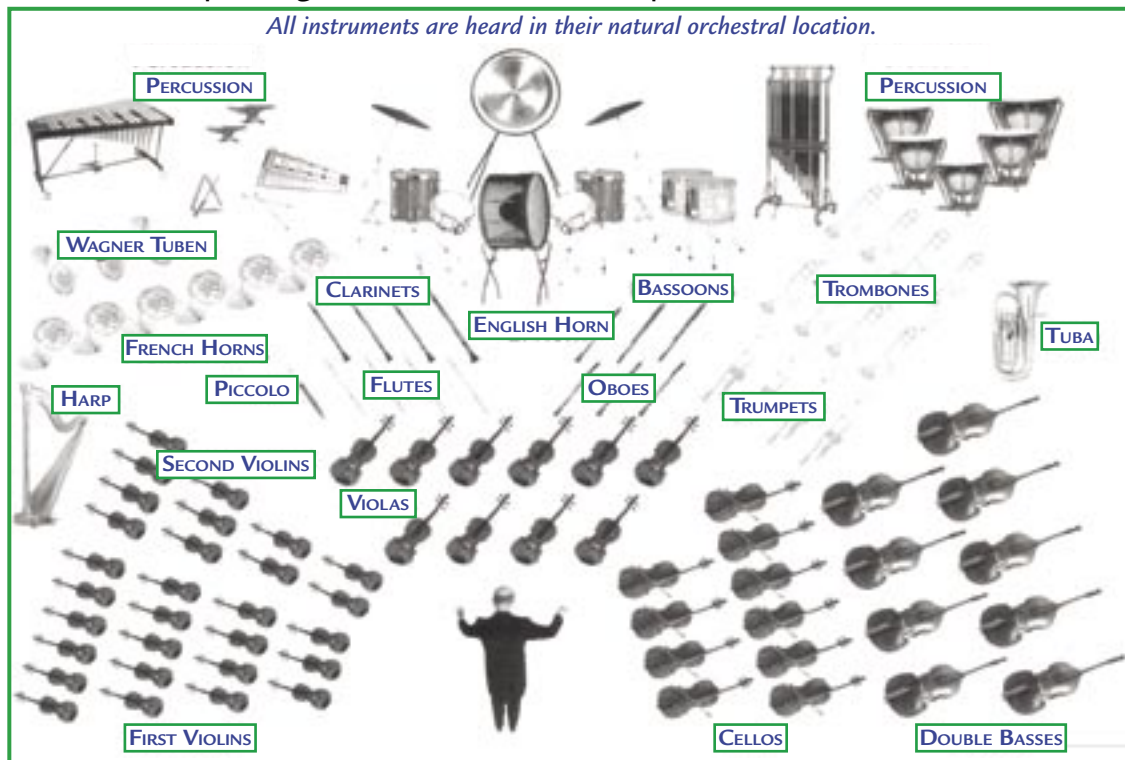 All instruments are heard in their natural orchestral location.
PERCUSSION
PERCUSSION
WAGNER TUBEN
CLARINETS
BASSOONS
TROMBONES
ENGLISH HORN
TUBA
FRENCH HORNS
PICCOLO
FLUTES
OBOES
HARP
TRUMPETS
SECOND VIOLINS
VIOLAS
FIRST VIOLINS
CELLOS
DOUBLE BASSES